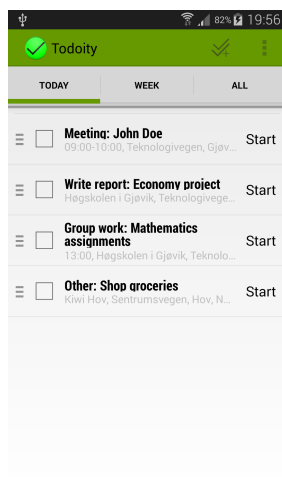 82% 19:56
Todoity
TODAY WEEK ALL
Meeting: John Doe
09:00-10:00, Teknologivegen, Gjøv...
Start
Write report: Economy project
Høgskolen i Gjøvik, Teknologivege...
Start
Group work: Mathematics
assignments
13:00, Høgskolen i Gjøvik, Teknolo...
Start
Other: Shop groceries
Kiwi Hov, Sentrumsvegen, Hov, N...
Start